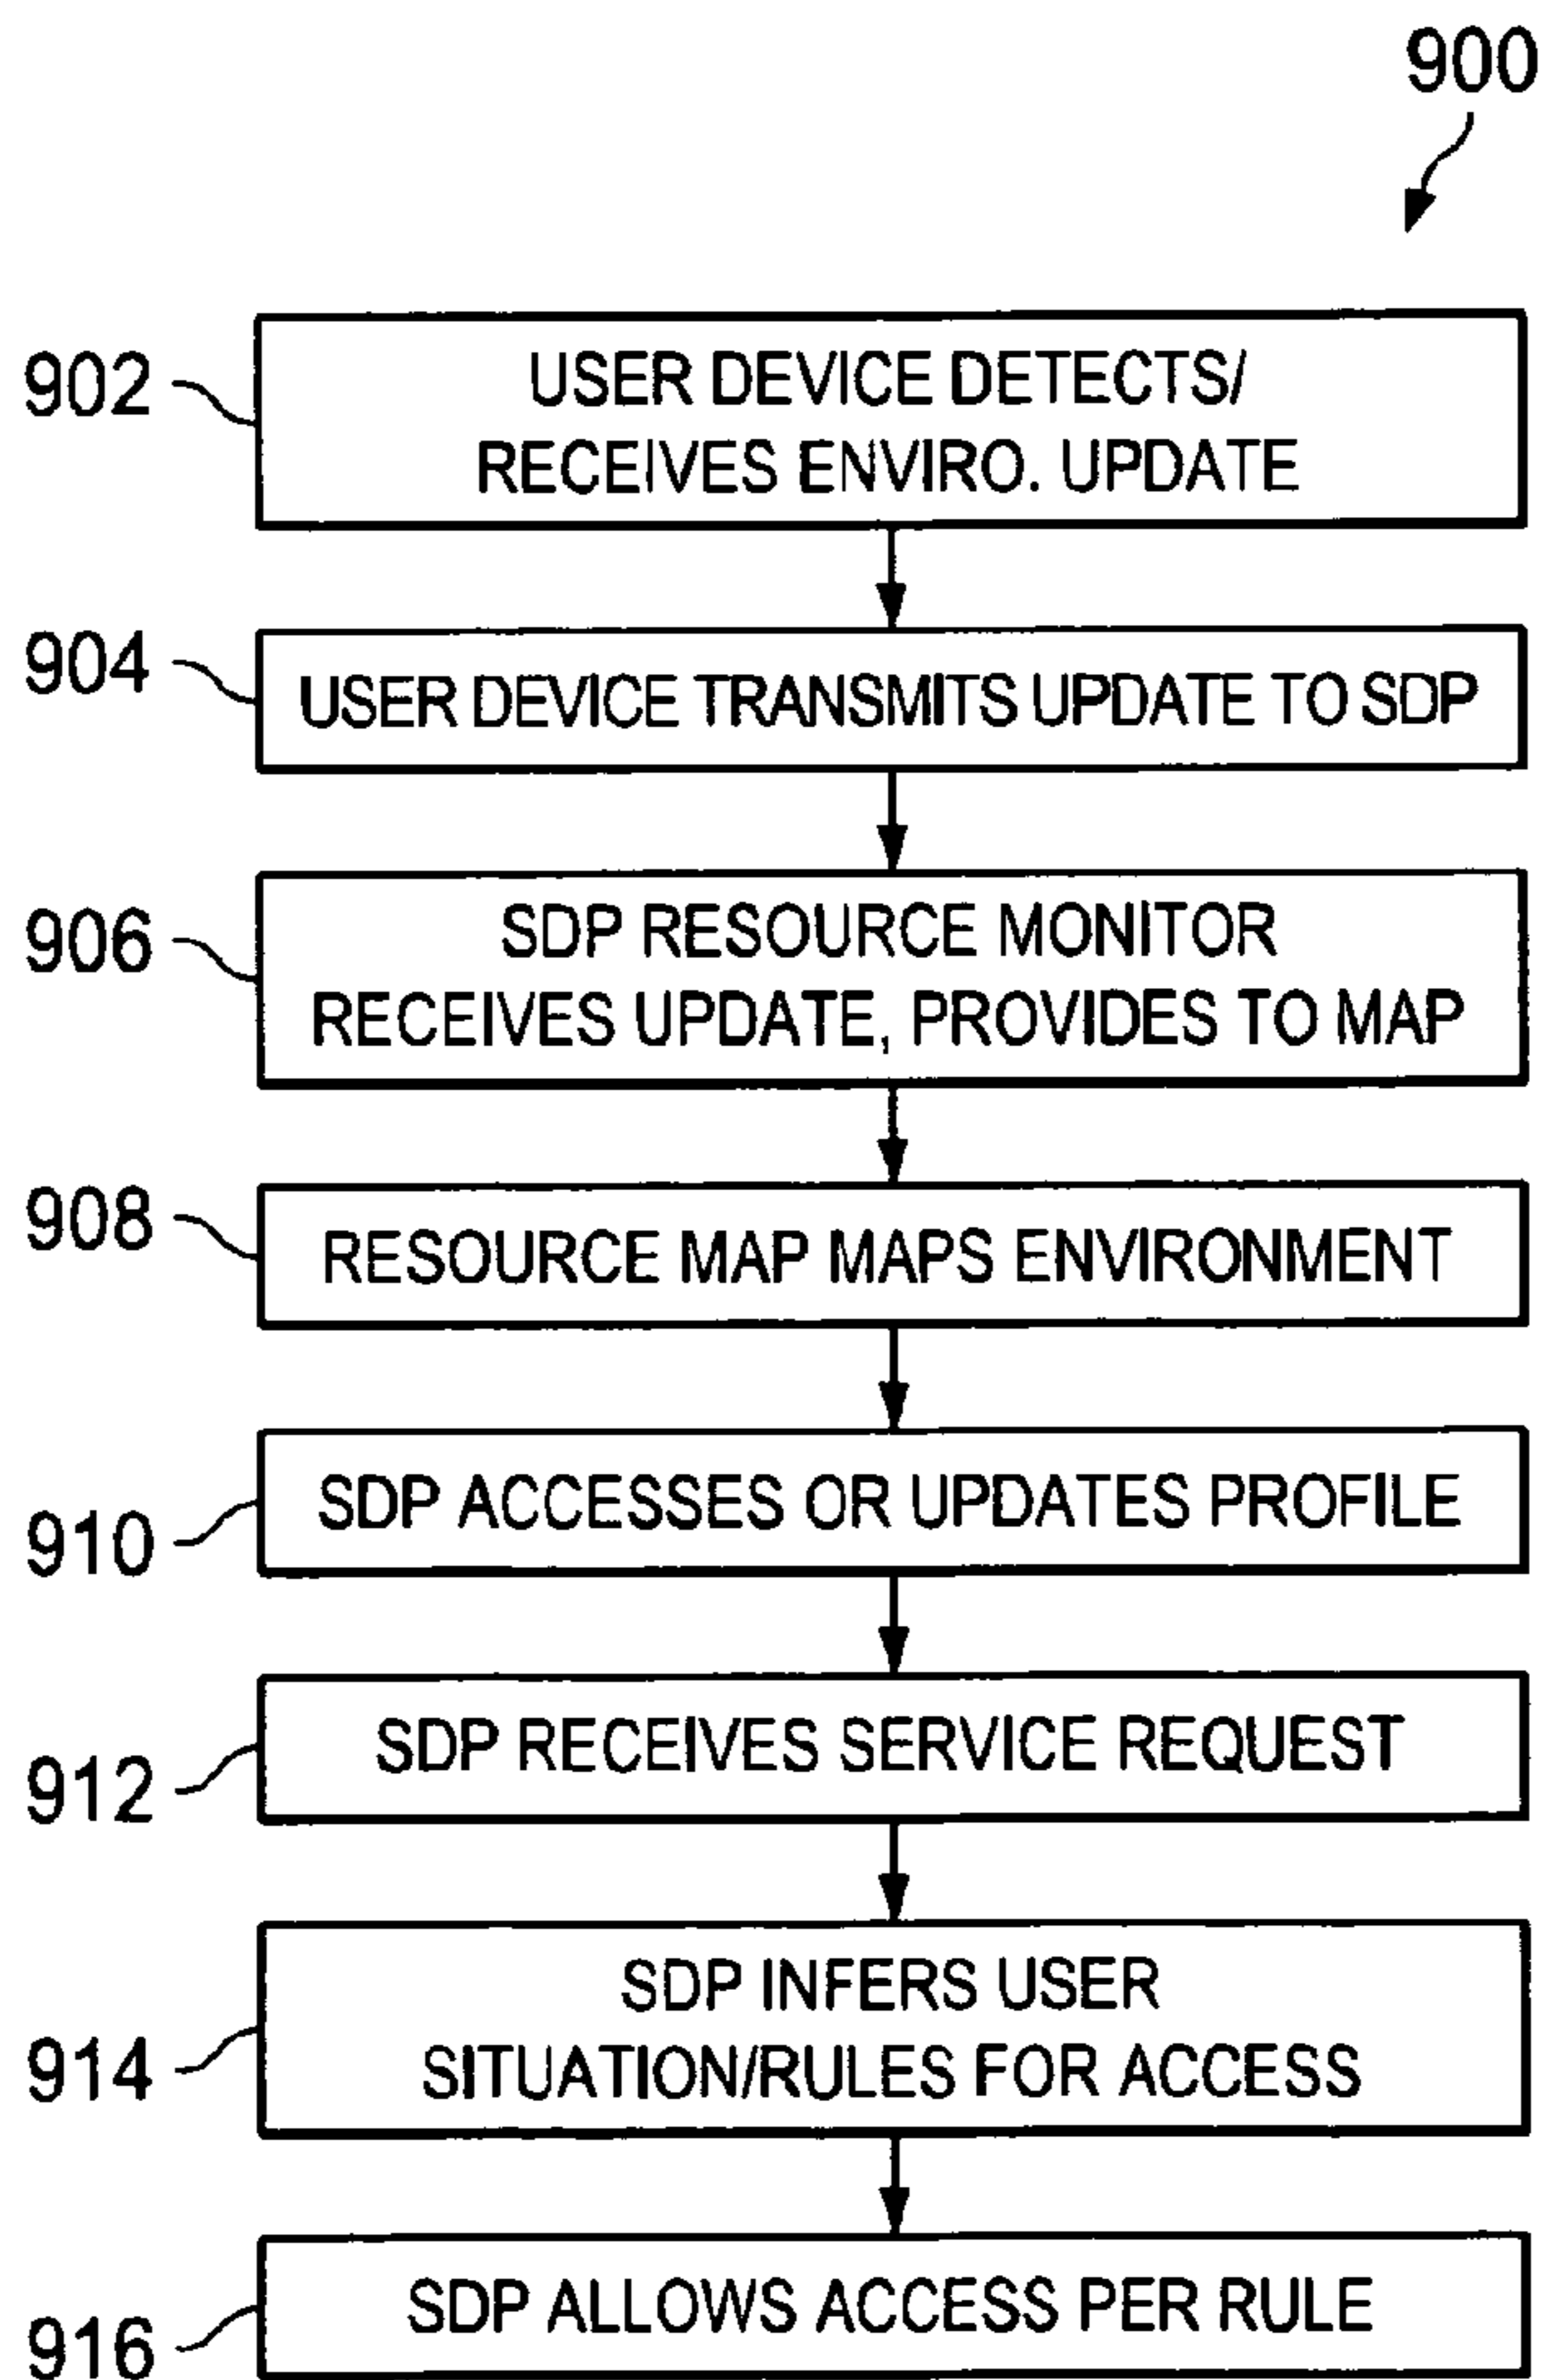 900
902
USER DEVICE DETECTS/
RECEIVES ENVIRO. UPDATE
904
USER DEVICE TRANSMITS UPDATE TO SDP
906
SDP RESOURCE MONITOR
RECEIVES UPDATE, PROVIDES TO MAP
908
RESOURCE MAP MAPS ENVIRONMENT
910
SDP ACCESSES OR UPDATES PROFILE
912
SDP RECEIVES SERVICE REQUEST
914
SDP INFERS USER
SITUATION/RULES FOR ACCESS
916
SDP ALLOWS ACCESS PER RULE